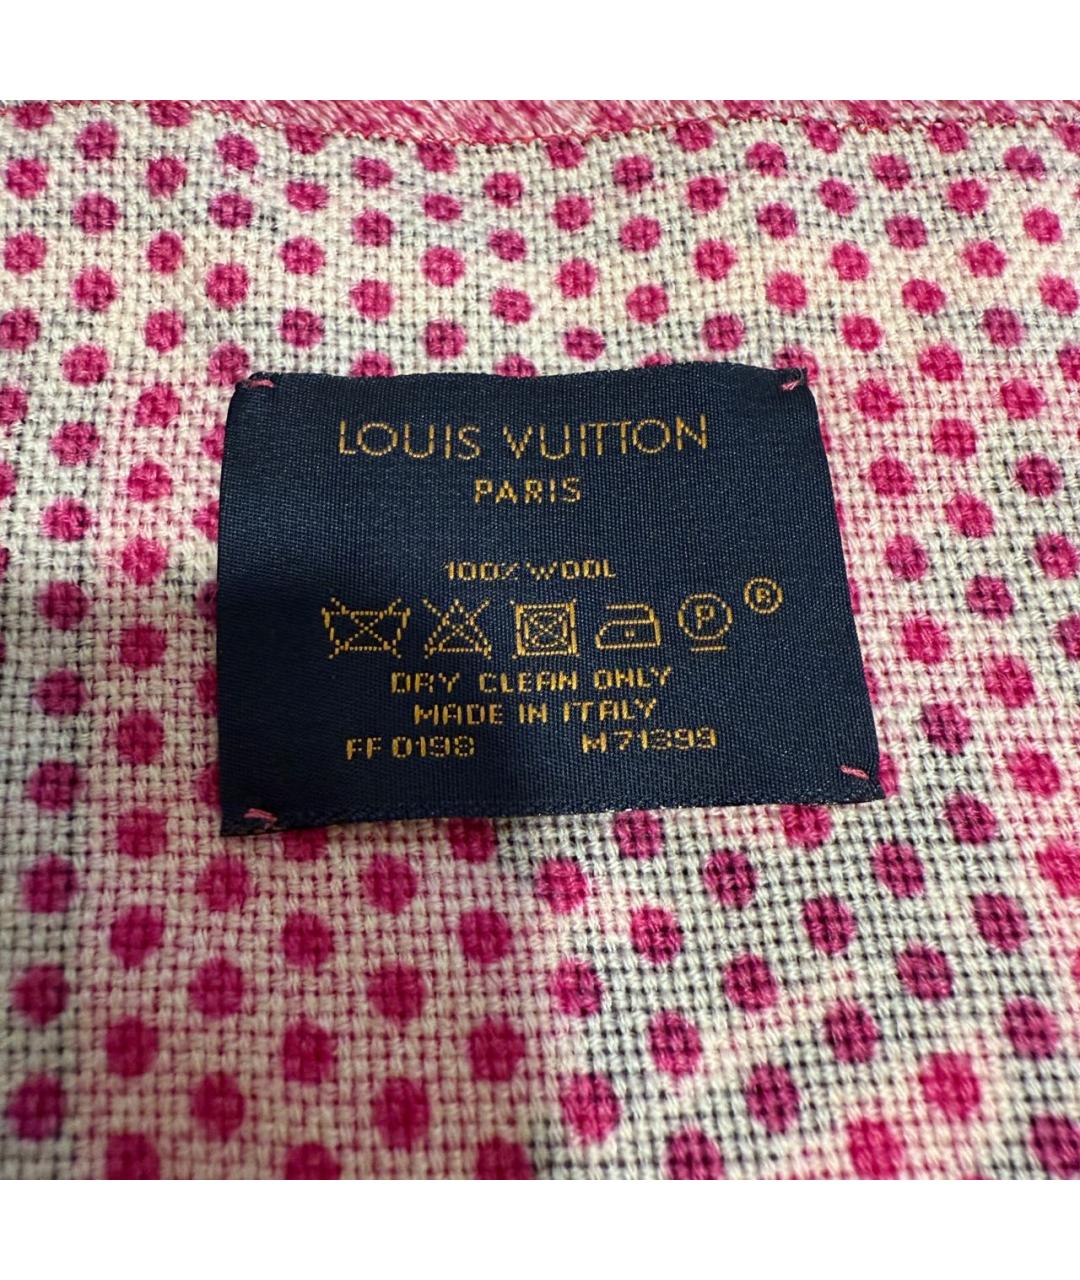 LOUIS VUITTON
PARIS
100% WOOL
P ®
DRY CLEAN ONLY
MADE IN ITALY
FF 0198 M71399